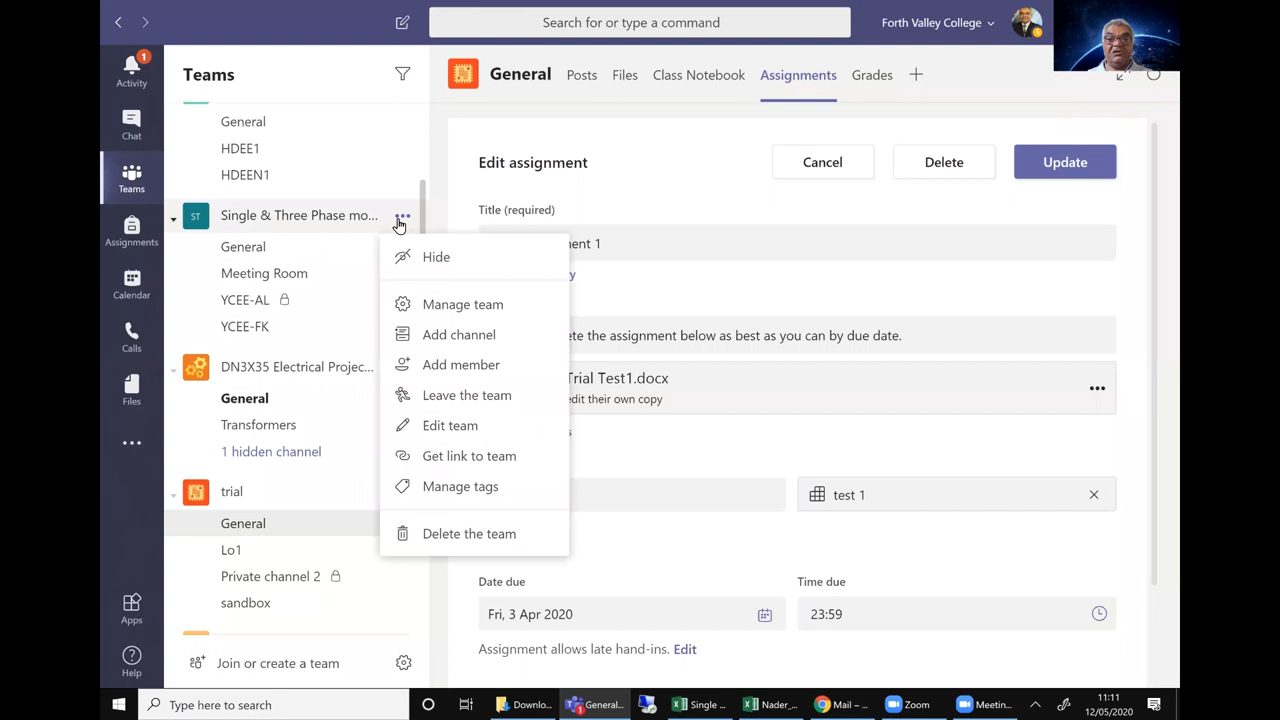 Search for or type a command
Forth Valley College
Activity
1
Chat
Teams
Assignments
Calendar
Calls
Files
Apps
Help
Teams
General
HDEE1
HDEEN1
ST
Single & Three Phase mo...
General
Meeting Room
YCEE-AL
YCEE-FK
DN3X35 Electrical Projec...
General
Transformers
1 hidden channel
trial
General
Lo1
Private channel 2
sandbox
Join or create a team
Hide
Manage team
Add channel
Add member
Leave the team
Edit team
Get link to team
Manage tags
Delete the team
General
Posts
Files
Class Notebook
Assignments
Grades
Edit assignment
Cancel
Delete
Update
Title (required)
ent 1
y
ete the assignment below as best as you can by due date.
Trial Test1.docx
edit their own copy
s
test 1
Date due
Time due
Fri, 3 Apr 2020
23:59
Assignment allows late hand-ins. Edit
Type here to search
Downlo...
General...
1
Single ...
Nader_...
Mail – ...
Zoom
Meetin...
11:11
12/05/2020